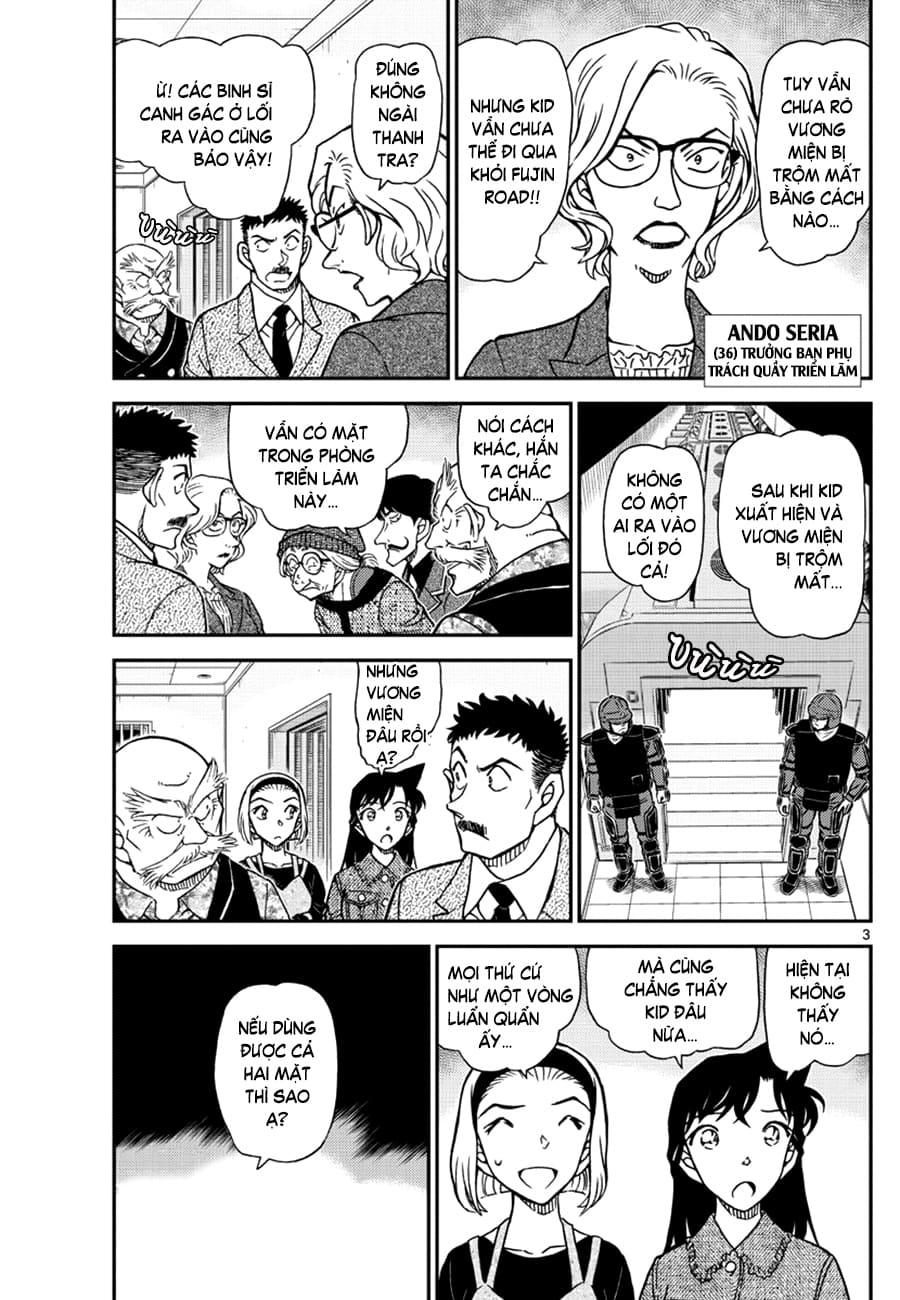 TUY VẪN
CHƯA RÕ
VƯƠNG
MIỆN BỊ
TRỘM MẤT
BẰNG CÁCH
NÀO...
NHƯNG KID
VẪN CHƯA
THỂ ĐI QUA
KHỎI FUJIN
ROAD!!
ANDO SERIA
(36) TRƯỞNG BAN PHỤ
TRÁCH QUẦY TRIỂN LÃM
ĐÚNG
KHÔNG
NGÀI
THANH
TRA?
Ừ! CÁC BINH SĨ
CANH GÁC Ở LỐI
RA VÀO CŨNG
BÁO VẬY!
Vùùùù
SAU KHI KID
XUẤT HIỆN VÀ
VƯƠNG MIỆN
BỊ TRỘM
MẤT...
KHÔNG
CÓ MỘT
AI RA VÀO
LỐI ĐÓ
CẢ!
Vùùùù
NÓI CÁCH
KHÁC, HẮN
TA CHẮC
CHẮN...
VẪN CÓ MẶT
TRONG PHÒNG
TRIỂN LÃM
NÀY...
NHƯNG
VƯƠNG
MIỆN
ĐÂU RỒI
Ạ?
3
HIỆN TẠI
KHÔNG
THẤY
NÓ...
MÀ CŨNG
CHẲNG THẤY
KID ĐÂU
NỮA...
MỌI THỨ CỨ
NHƯ MỘT VÒNG
LUẨN QUẨN
ẤY...
NẾU DÙNG
ĐƯỢC CẢ
HAI MẶT
THÌ SAO
Ạ?